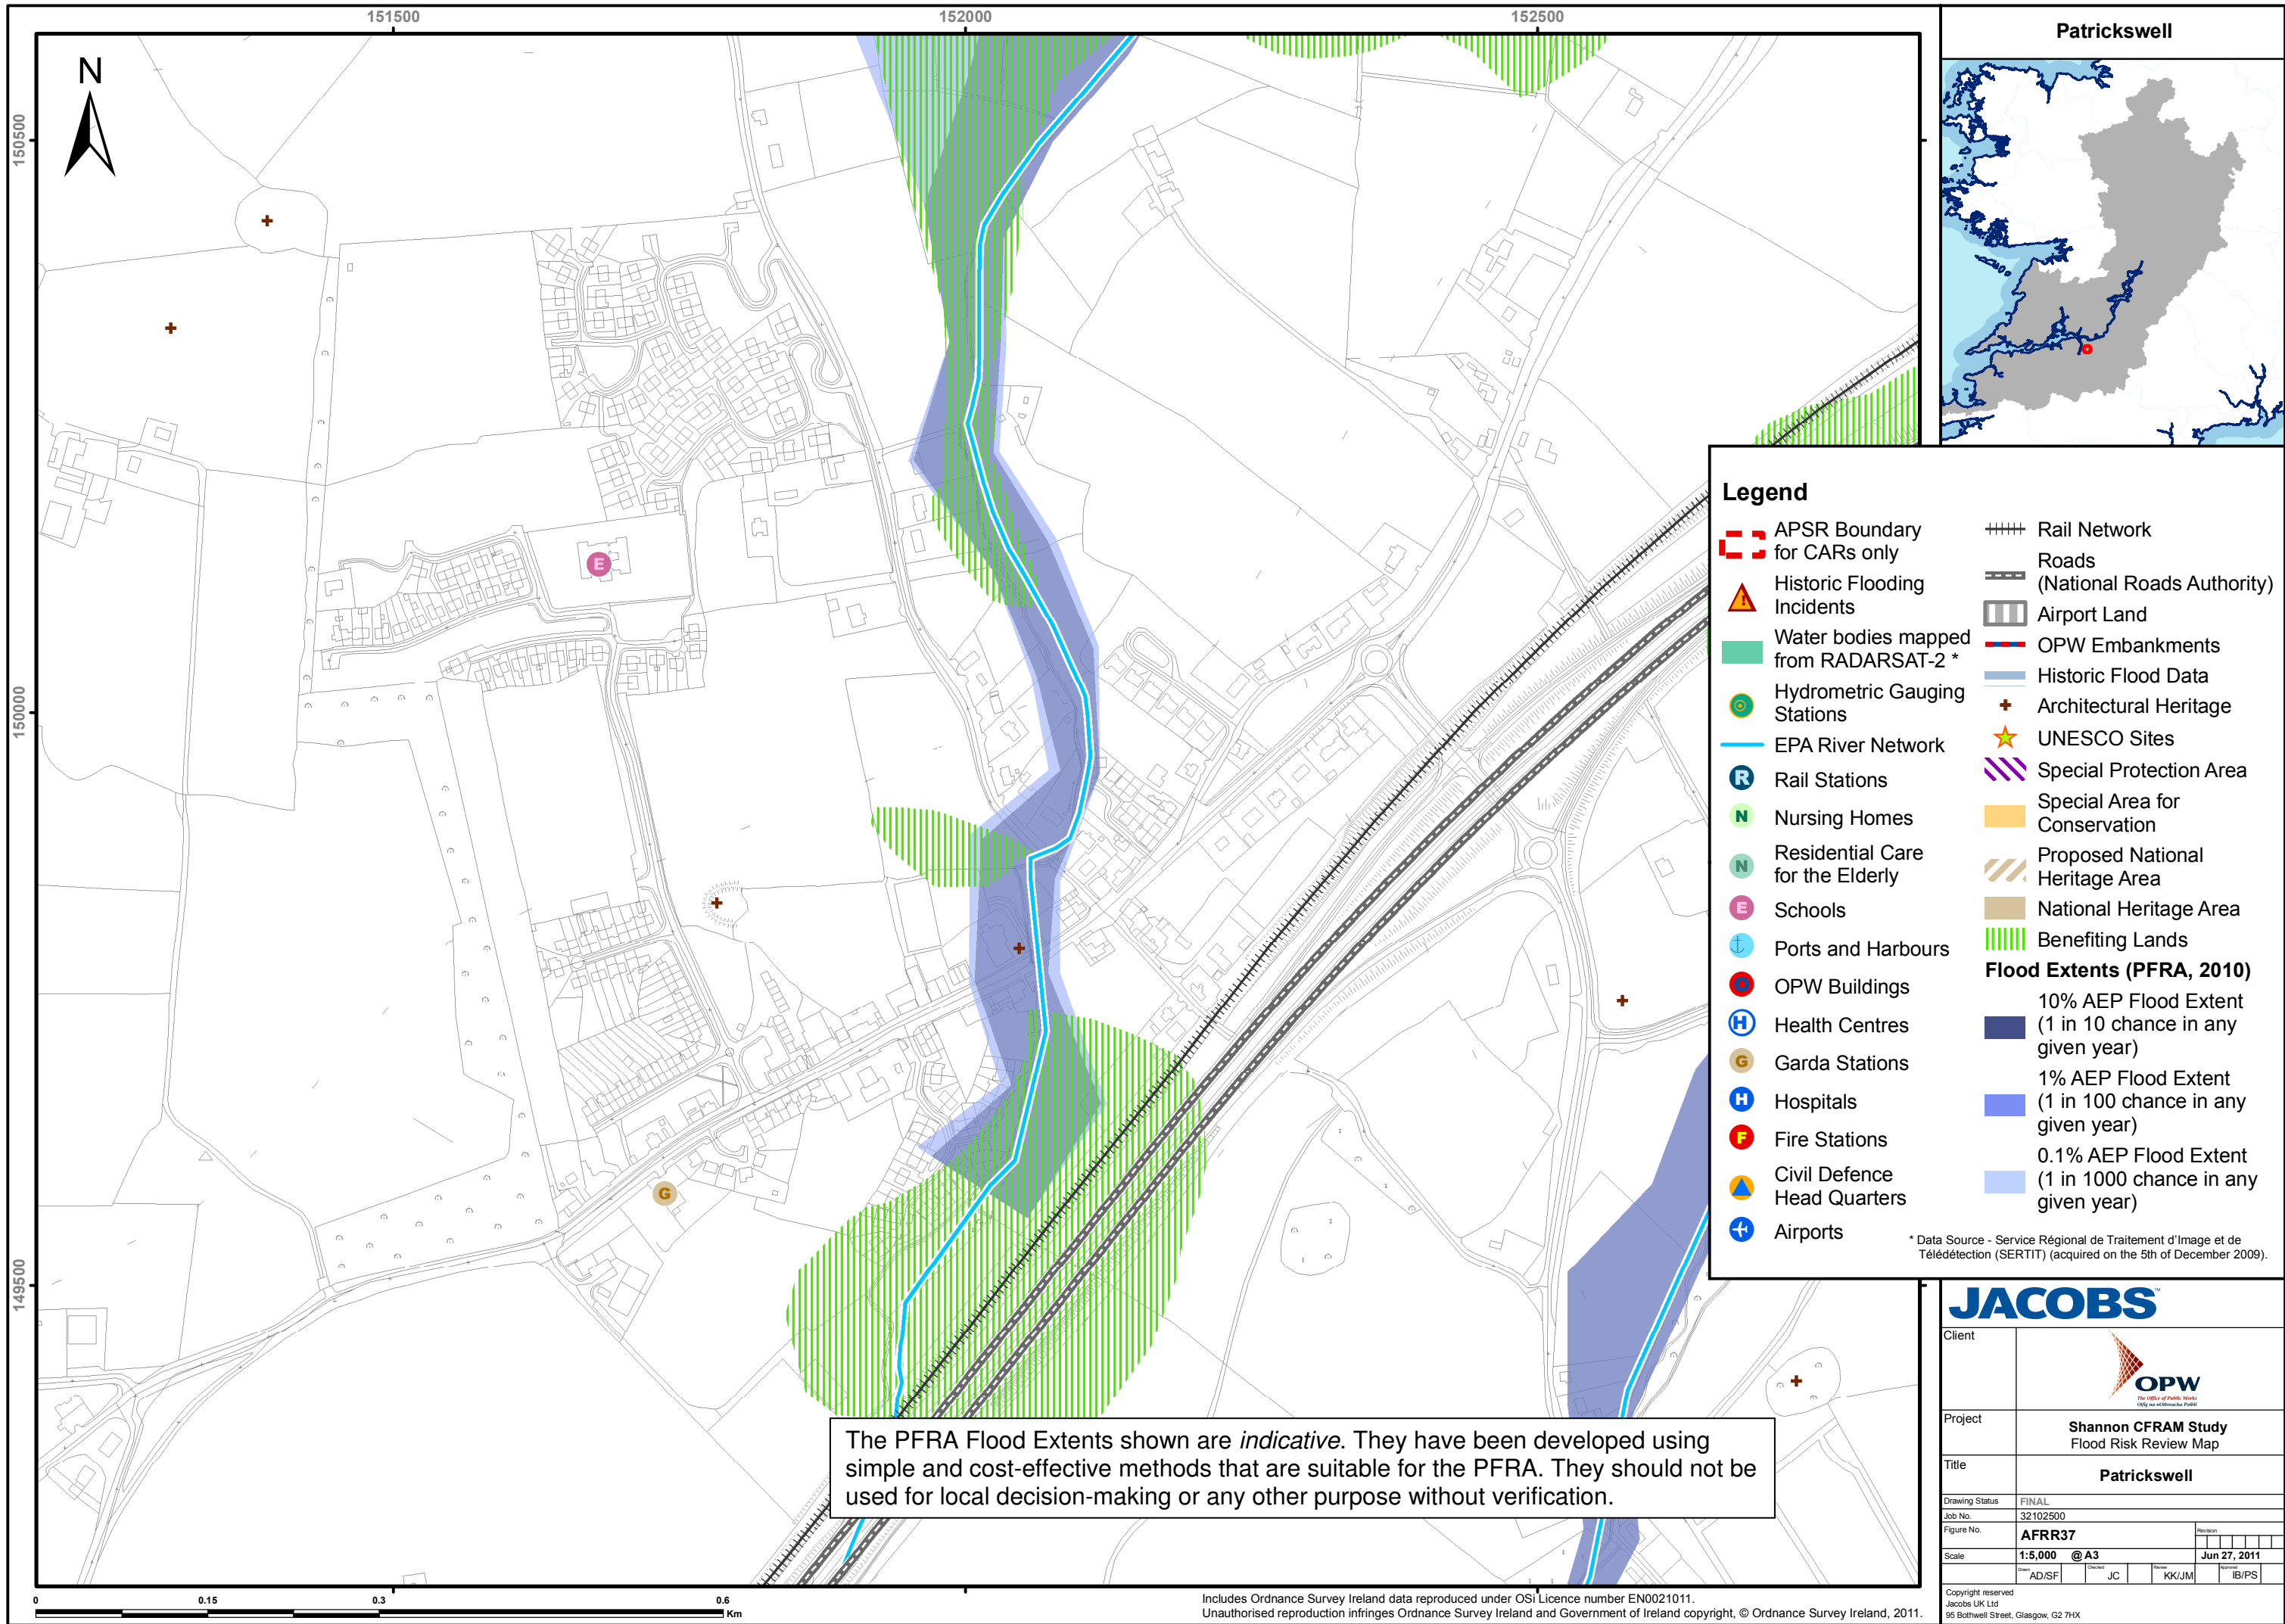 151500
152000
152500
150500
150000
149500
N
E
G
Patrickswell
Legend
APSR Boundary
for CARs only
Historic Flooding
Incidents
Water bodies mapped
from RADARSAT-2 *
Hydrometric Gauging
Stations
EPA River Network
R Rail Stations
N Nursing Homes
N Residential Care
for the Elderly
E Schools
Ports and Harbours
O OPW Buildings
H Health Centres
G Garda Stations
H Hospitals
F Fire Stations
Civil Defence
Head Quarters
Airports
Rail Network
Roads
(National Roads Authority)
Airport Land
OPW Embankments
Historic Flood Data
Architectural Heritage
UNESCO Sites
Special Protection Area
Special Area for
Conservation
Proposed National
Heritage Area
National Heritage Area
Benefiting Lands
Flood Extents (PFRA, 2010)
10% AEP Flood Extent
(1 in 10 chance in any
given year)
1% AEP Flood Extent
(1 in 100 chance in any
given year)
0.1% AEP Flood Extent
(1 in 1000 chance in any
given year)
* Data Source - Service Régional de Traitement d'Image et de
Télédétection (SERTIT) (acquired on the 5th of December 2009).
The PFRA Flood Extents shown are indicative. They have been developed using
simple and cost-effective methods that are suitable for the PFRA. They should not be
used for local decision-making or any other purpose without verification.
JACOBS™
Client
OPW
The Office of Public Works
Oifig na nOibreacha Poiblí
Project
Shannon CFRAM Study
Flood Risk Review Map
Title
Patrickswell
Drawing Status FINAL
Job No. 32102500
Figure No. AFRR37 Revision
Scale 1:5,000 @ A3 Jun 27, 2011
Drawn AD/SF Checked JC Review KK/JM Approved IB/PS
Copyright reserved
Jacobs UK Ltd
95 Bothwell Street, Glasgow, G2 7HX
0 0.15 0.3 0.6
Km
Includes Ordnance Survey Ireland data reproduced under OSi Licence number EN0021011.
Unauthorised reproduction infringes Ordnance Survey Ireland and Government of Ireland copyright, © Ordnance Survey Ireland, 2011.